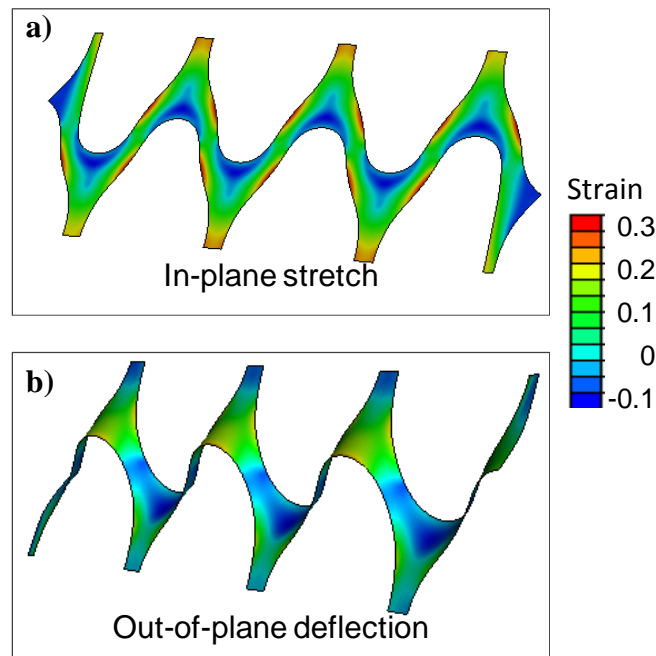 a)
In-plane stretch
Strain
0.3
0.2
0.1
0
-0.1
b)
Out-of-plane deflection